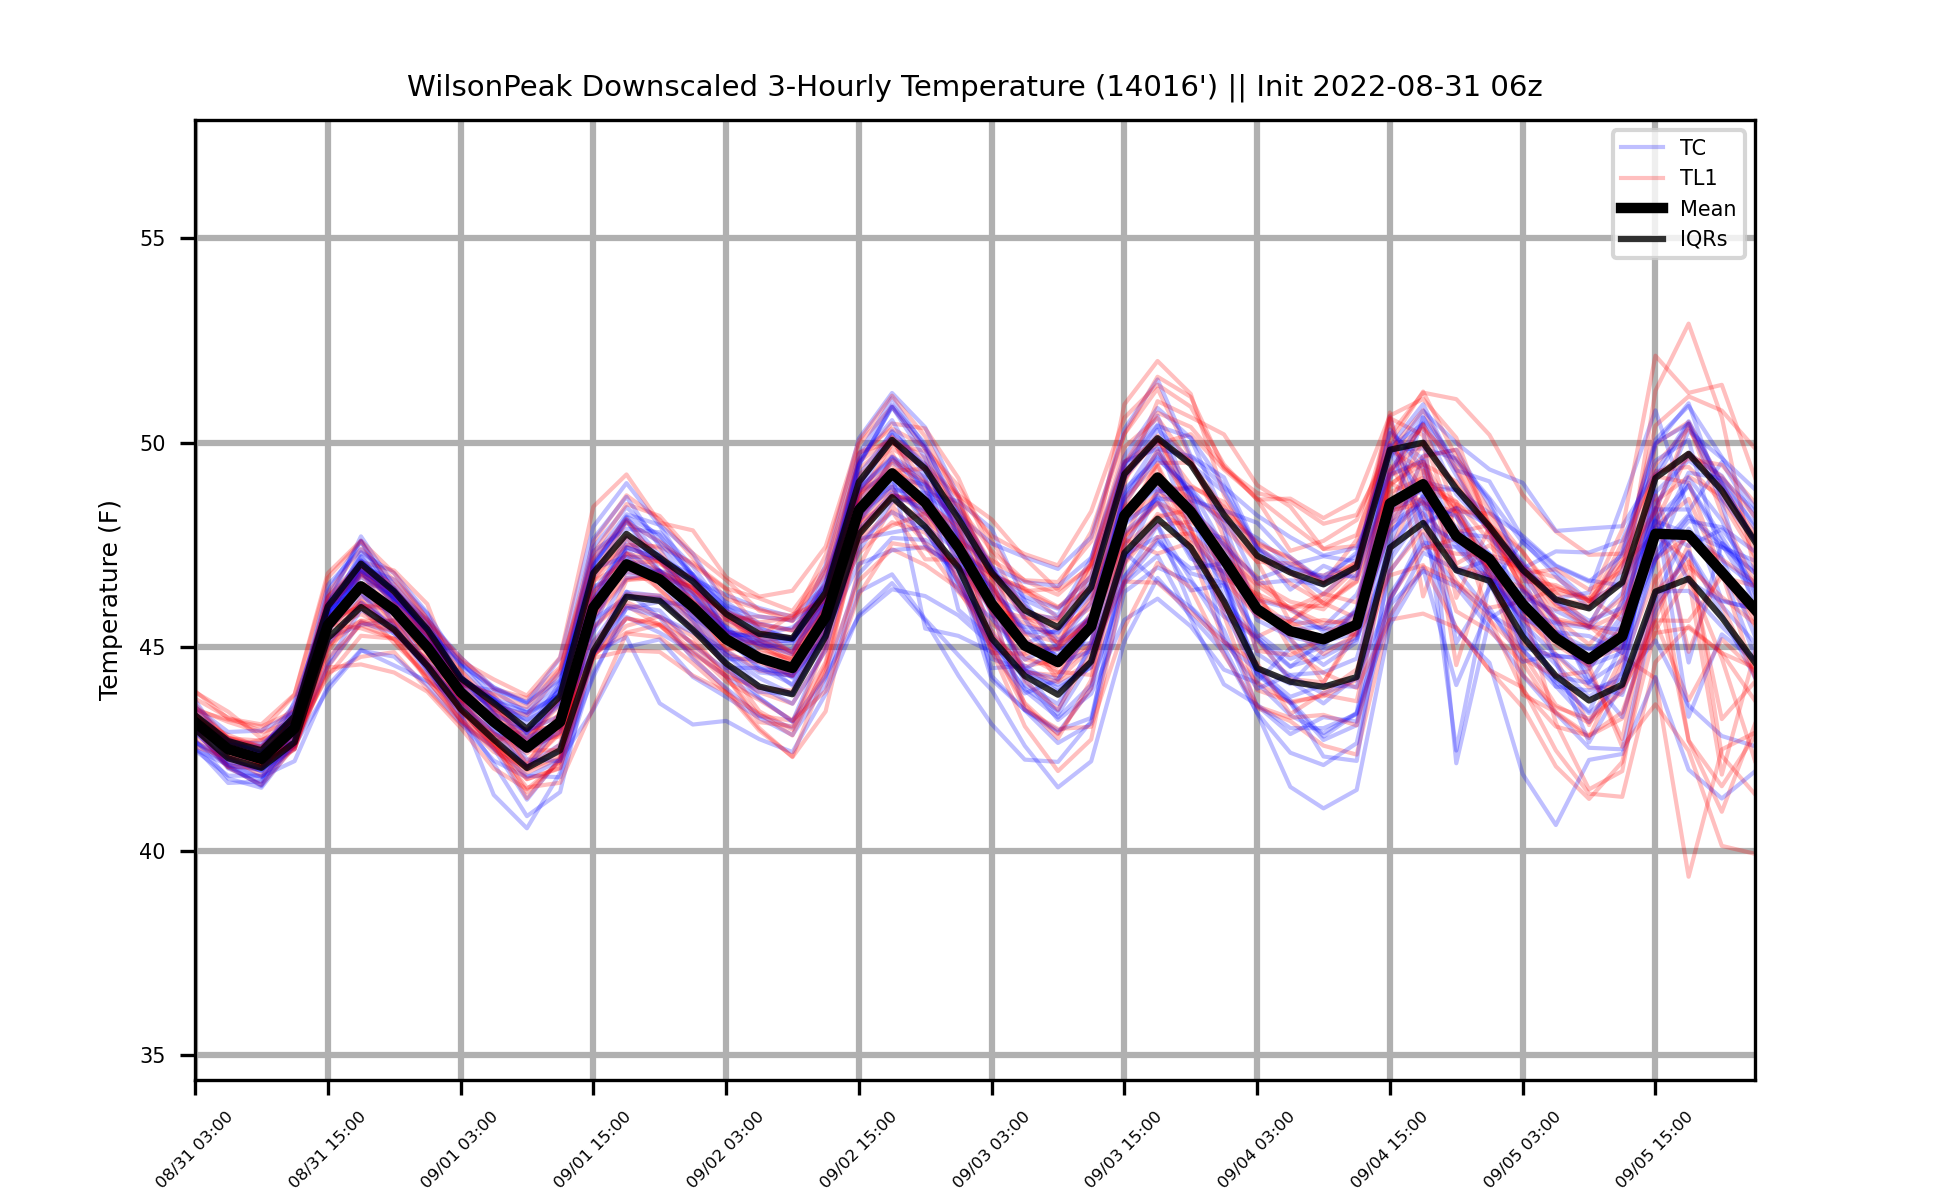 WilsonPeak Downscaled 3-Hourly Temperature (14016') || Init 2022-08-31 06z
TC
TL1
Mean
IQRs
Temperature (F)
55
50
45
40
35
08/31 03:00
08/31 15:00
09/01 03:00
09/01 15:00
09/02 03:00
09/02 15:00
09/03 03:00
09/03 15:00
09/04 03:00
09/04 15:00
09/05 03:00
09/05 15:00